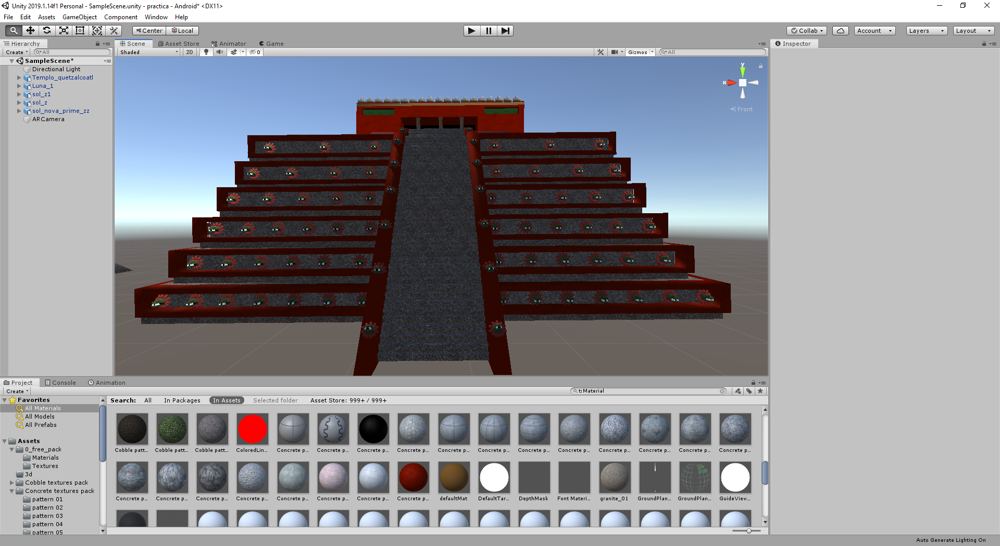 Unity 2019.1.14f1 Personal - SampleScene.unity - practica - Android* <DX11>
File Edit Assets GameObject Component Window Help
Center Local Collab Account Layers Layout
Hierarchy Scene Asset Store Animator Game Inspector
Create All Shaded 2D 0 Gizmos All
SampleScene*
Directional Light
Templo_quetzalcoatl
Luna_1
sol_z1
sol_z
sol_nova_prime_zz
ARCamera
y
x
Front
Project Console Animation
Create t:Material
Favorites
All Materials
All Models
All Prefabs
Assets
0_free_pack
Materials
Textures
3d
Cobble textures pack
Concrete textures pack
pattern 01
pattern 02
pattern 03
pattern 04
pattern 05
Search: All In Packages In Assets Selected folder Asset Store: 999+ / 999+
Cobble patt... Cobble patt... Cobble patt... ColoredLin... Concrete p... Concrete p... Concrete p... Concrete p... Concrete p... Concrete p... Concrete p... Concrete p... Concrete p... Concrete p... Concrete p... Concrete p...
Concrete p... Concrete p... Concrete p... Concrete p... Concrete p... Concrete p... Concrete p... Concrete p... defaultMat DefaultTar... DepthMask Font Materi... granite_01 GroundPlan... GroundPlan... GuideView...
Auto Generate Lighting On